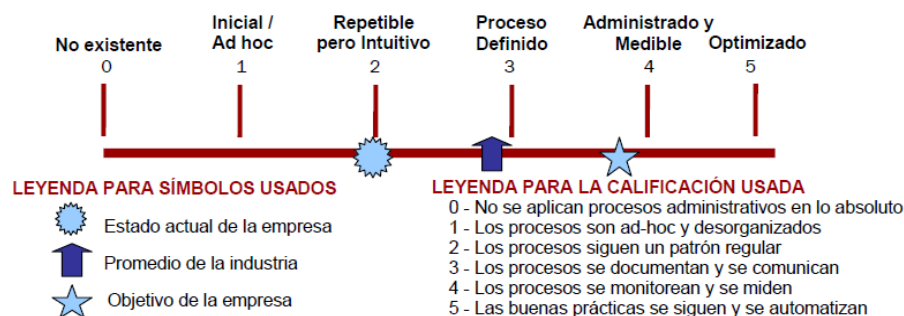 No existente
0
Inicial /
Ad hoc
1
Repetible
pero Intuitivo
2
Proceso
Definido
3
Administrado y
Medible
4
Optimizado
5
LEYENDA PARA SÍMBOLOS USADOS
Estado actual de la empresa
Promedio de la industria
Objetivo de la empresa
LEYENDA PARA LA CALIFICACIÓN USADA
0 - No se aplican procesos administrativos en lo absoluto
1 - Los procesos son ad-hoc y desorganizados
2 - Los procesos siguen un patrón regular
3 - Los procesos se documentan y se comunican
4 - Los procesos se monitorean y se miden
5 - Las buenas prácticas se siguen y se automatizan